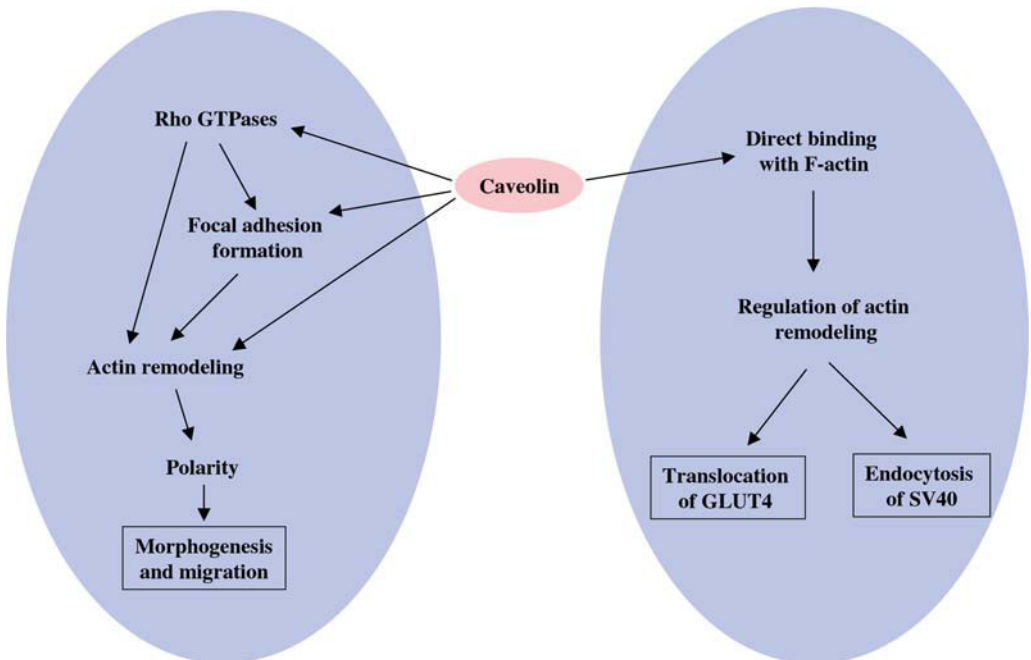 Rho GTPases
Focal adhesion
formation
Actin remodeling
Polarity
Morphogenesis
and migration
Caveolin
Direct binding
with F-actin
Regulation of actin
remodeling
Translocation
of GLUT4
Endocytosis
of SV40